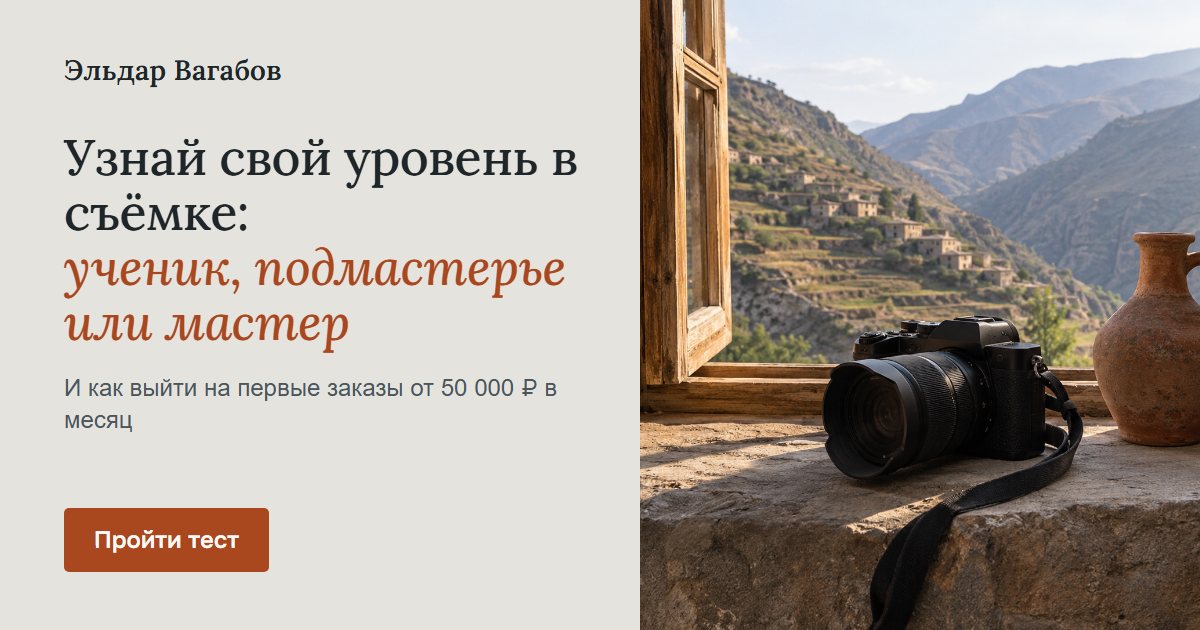 Эльдар Вагабов
Узнай свой уровень в
съёмке:
ученик, подмастерье
или мастер
И как выйти на первые заказы от 50 000 ₽ в
месяц
Пройти тест